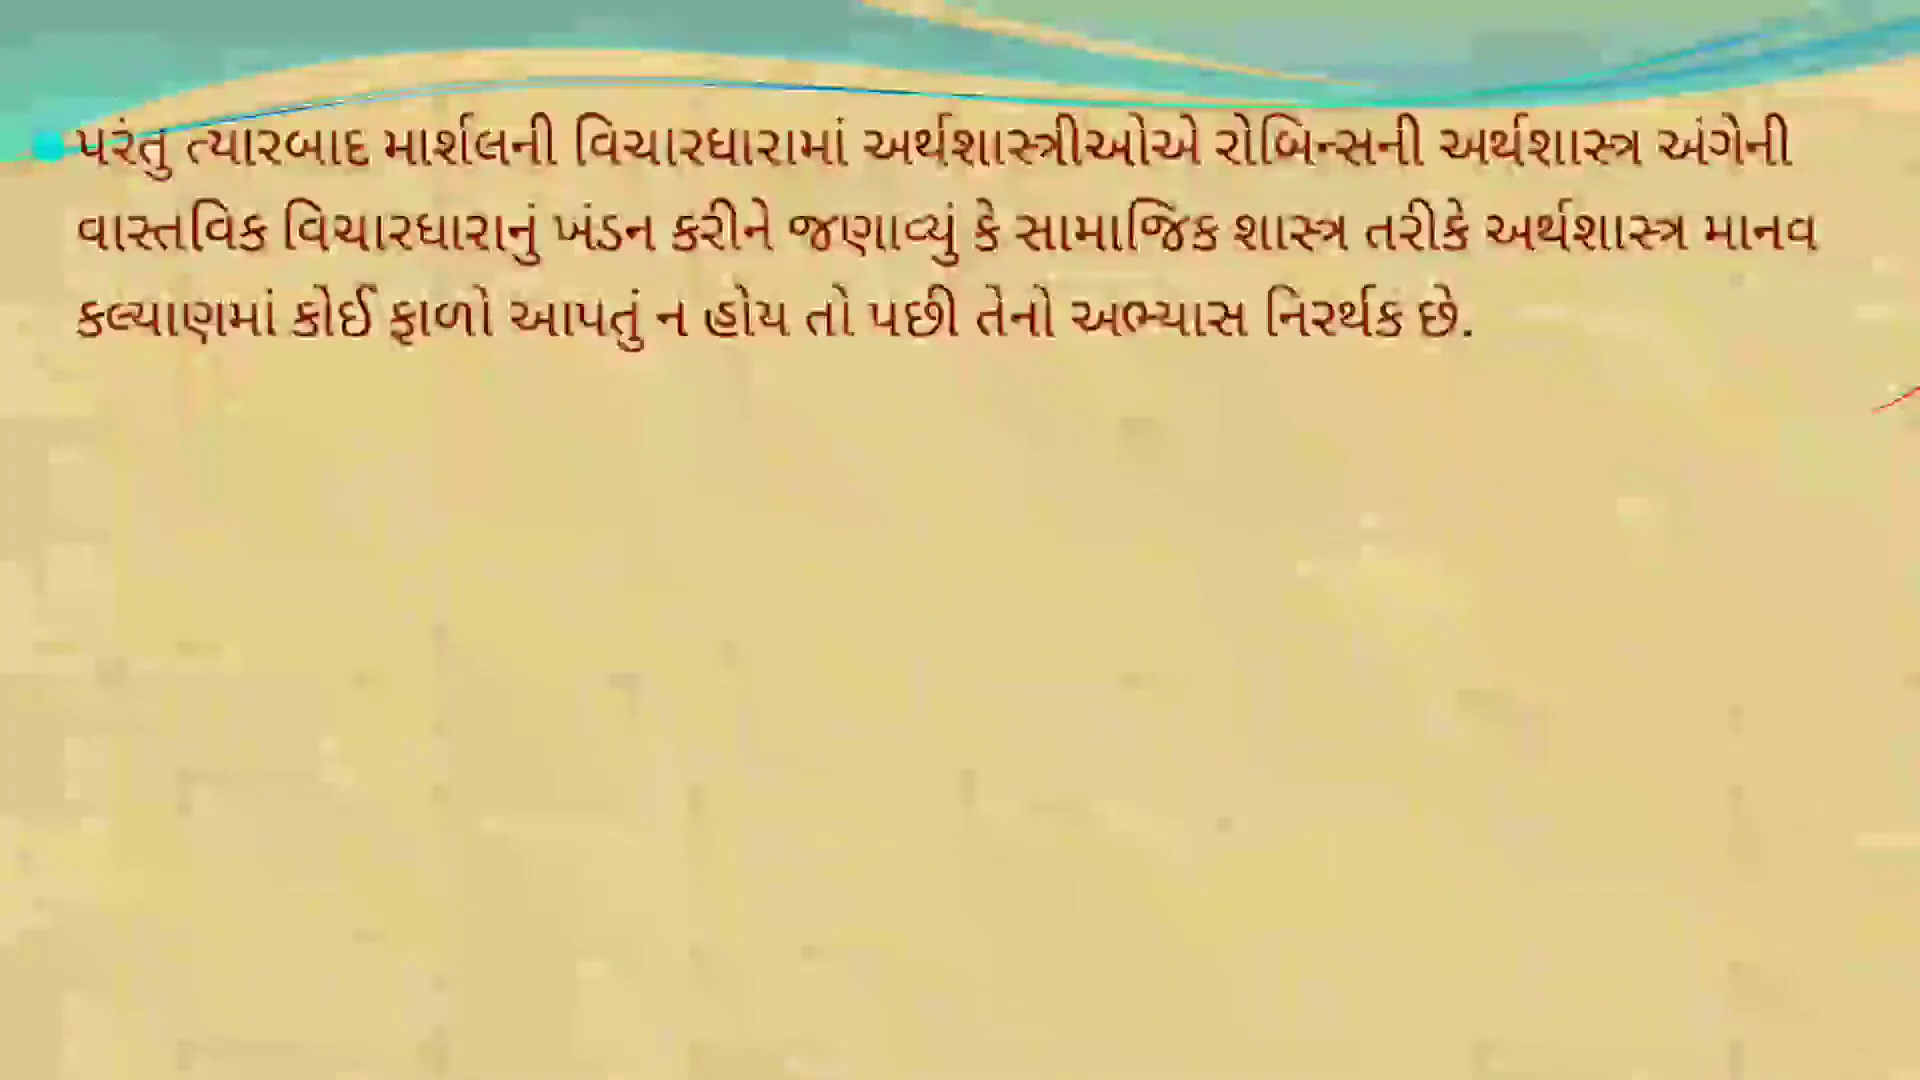 પરંતુ ત્યારબાદ માર્શલની વિચારધારામાં અર્થશાસ્ત્રીઓએ રોબિન્સની અર્થશાસ્ત્ર અંગેની
વાસ્તવિક વિચારધારાનું ખંડન કરીને જણાવ્યું કે સામાજિક શાસ્ત્ર તરીકે અર્થશાસ્ત્ર માનવ
કલ્યાણમાં કોઈ ફાળો આપતું ન હોય તો પછી તેનો અભ્યાસ નિરર્થક છે.